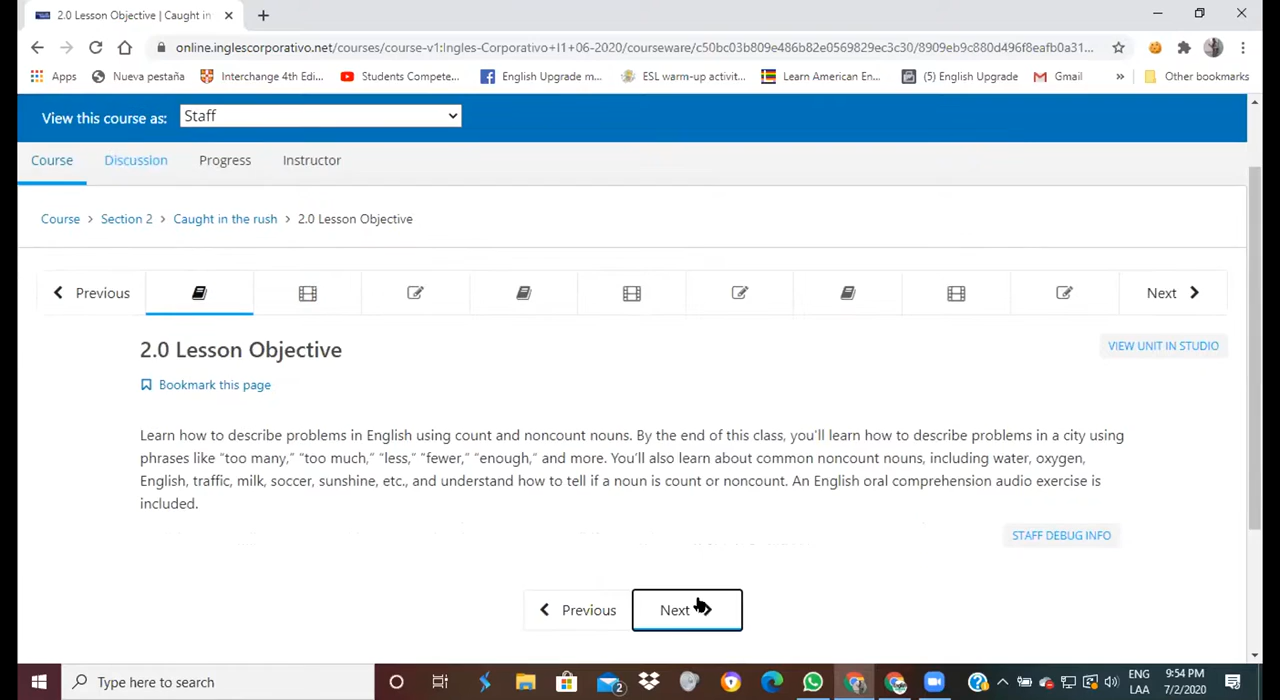 2.0 Lesson Objective | Caught in
online.inglescorporativo.net/courses/course-v1:Ingles-Corporativo+I1+06-2020/courseware/c50bc03b809e486b82e0569829ec3c30/8909eb9c880d496f8eafb0a31...
Apps Nueva pestaña Interchange 4th Edi... Students Compete... English Upgrade m... ESL warm-up activit... Learn American En... (5) English Upgrade Gmail » Other bookmarks
View this course as: Staff
Course Discussion Progress Instructor
Course > Section 2 > Caught in the rush > 2.0 Lesson Objective
Previous Next
2.0 Lesson Objective
VIEW UNIT IN STUDIO
Bookmark this page
Learn how to describe problems in English using count and noncount nouns. By the end of this class, you'll learn how to describe problems in a city using
phrases like “too many,” “too much,” “less,” “fewer,” “enough,” and more. You'll also learn about common noncount nouns, including water, oxygen,
English, traffic, milk, soccer, sunshine, etc., and understand how to tell if a noun is count or noncount. An English oral comprehension audio exercise is
included.
STAFF DEBUG INFO
Previous Next
Type here to search
2
ENG 9:54 PM
LAA 7/2/2020